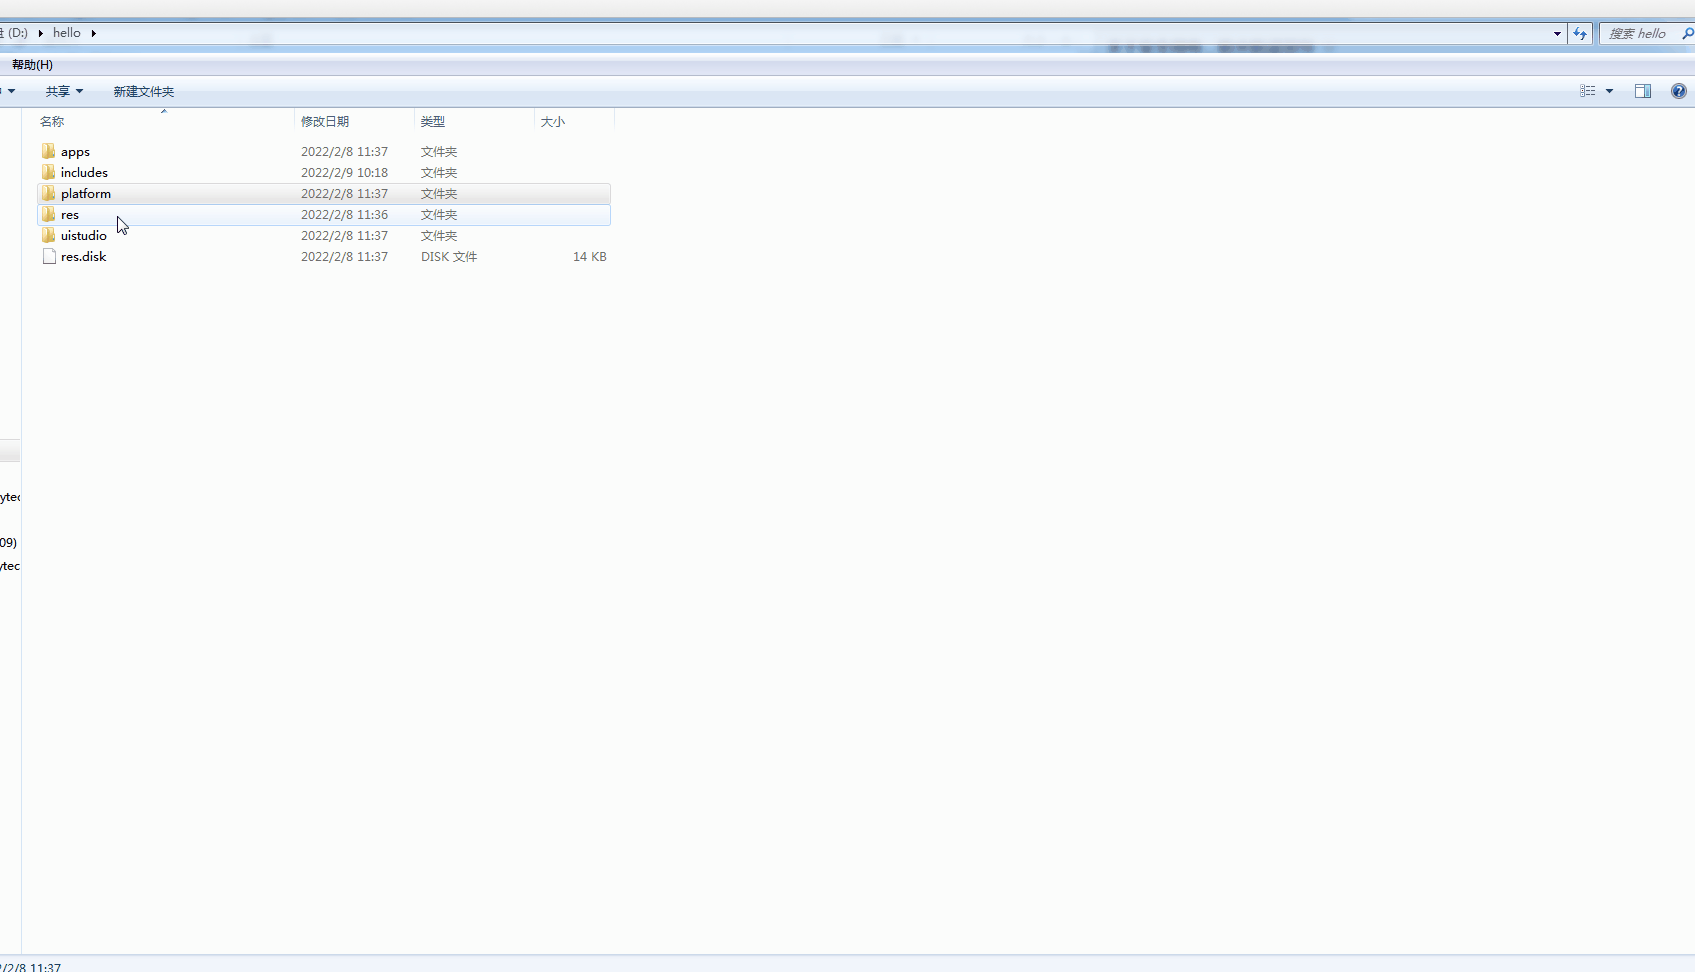 (D:) hello
搜索 hello
帮助(H)
共享 新建文件夹
名称 修改日期 类型 大小
apps 2022/2/8 11:37 文件夹
includes 2022/2/9 10:18 文件夹
platform 2022/2/8 11:37 文件夹
res 2022/2/8 11:36 文件夹
uistudio 2022/2/8 11:37 文件夹
res.disk 2022/2/8 11:37 DISK 文件 14 KB
ytec
09)
ytec
/2/8 11:37